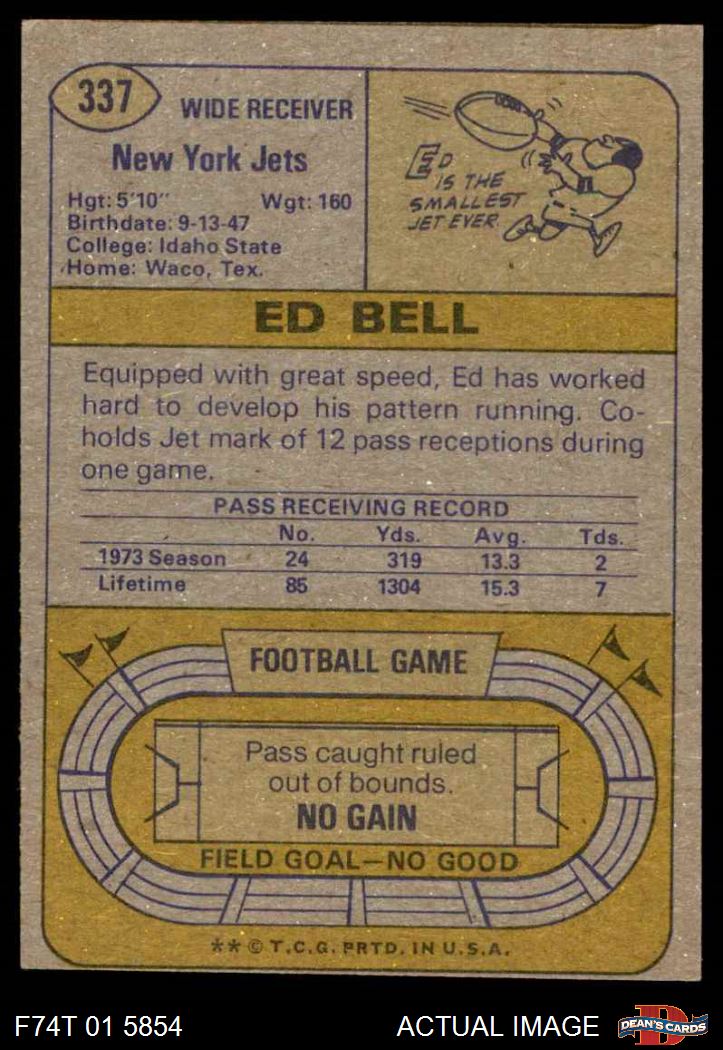 337
WIDE RECEIVER
New York Jets
Hgt: 5'10" Wgt: 160
Birthdate: 9-13-47
College: Idaho State
Home: Waco, Tex.
ED
IS THE
SMALLEST
JET EVER.
ED BELL
Equipped with great speed, Ed has worked
hard to develop his pattern running. Co-
holds Jet mark of 12 pass receptions during
one game.
PASS RECEIVING RECORD
No. Yds. Avg. Tds.
1973 Season 24 319 13.3 2
Lifetime 85 1304 15.3 7
FOOTBALL GAME
Pass caught ruled
out of bounds.
NO GAIN
FIELD GOAL—NO GOOD
** © T.C.G. PRTD. IN U.S.A.
F74T 01 5854 ACTUAL IMAGE DEAN'S CARDS